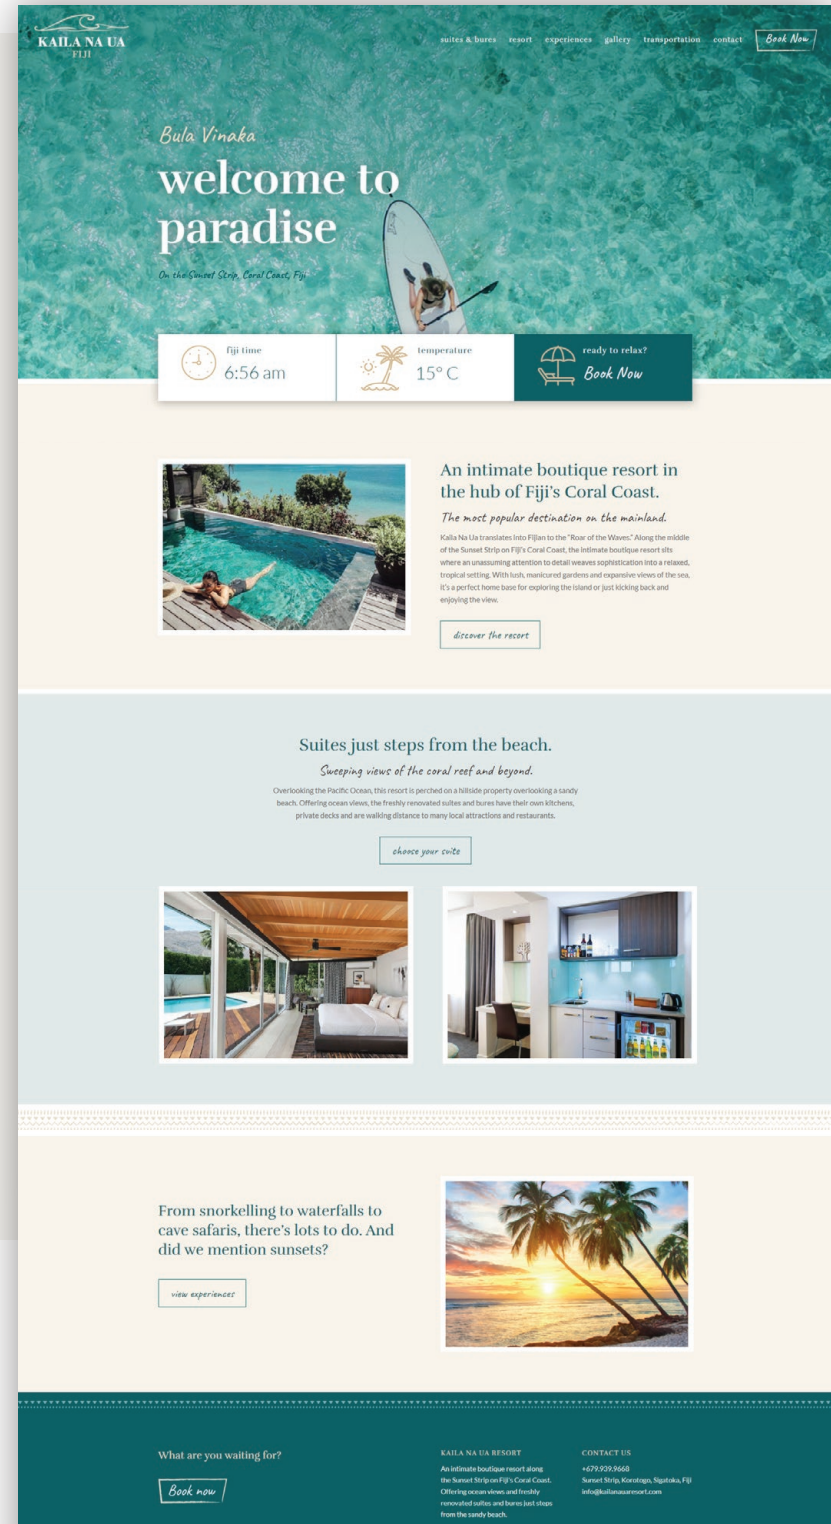 KAILA NA UA
FIJI
suites & bures resort experiences gallery transportation contact Book Now
Bula Vinaka
welcome to
paradise
On the Sunset Strip, Coral Coast, Fiji
fiji time
6:56 am
temperature
15° C
ready to relax?
Book Now
An intimate boutique resort in
the hub of Fiji's Coral Coast.
The most popular destination on the mainland.
Kaila Na Ua translates into Fijian to the "Roar of the Waves." Along the middle
of the Sunset Strip on Fiji's Coral Coast, the intimate boutique resort sits
where an unassuming attention to detail weaves sophistication into a relaxed,
tropical setting. With lush, manicured gardens and expansive views of the sea,
it's a perfect home base for exploring the island or just kicking back and
enjoying the view.
discover the resort
Suites just steps from the beach.
Sweeping views of the coral reef and beyond.
Overlooking the Pacific Ocean, this resort is perched on a hillside property overlooking a sandy
beach. Offering ocean views, the freshly renovated suites and bures have their own kitchens,
private decks and are walking distance to many local attractions and restaurants.
choose your suite
From snorkelling to waterfalls to
cave safaris, there's lots to do. And
did we mention sunsets?
view experiences
What are you waiting for?
Book now
KAILA NA UA RESORT
An intimate boutique resort along
the Sunset Strip on Fiji's Coral Coast.
Offering ocean views and freshly
renovated suites and bures just steps
from the sandy beach.
CONTACT US
+679.939.9660
Sunset Strip, Korotogo, Sigatoka, Fiji
info@kailanauaresort.com